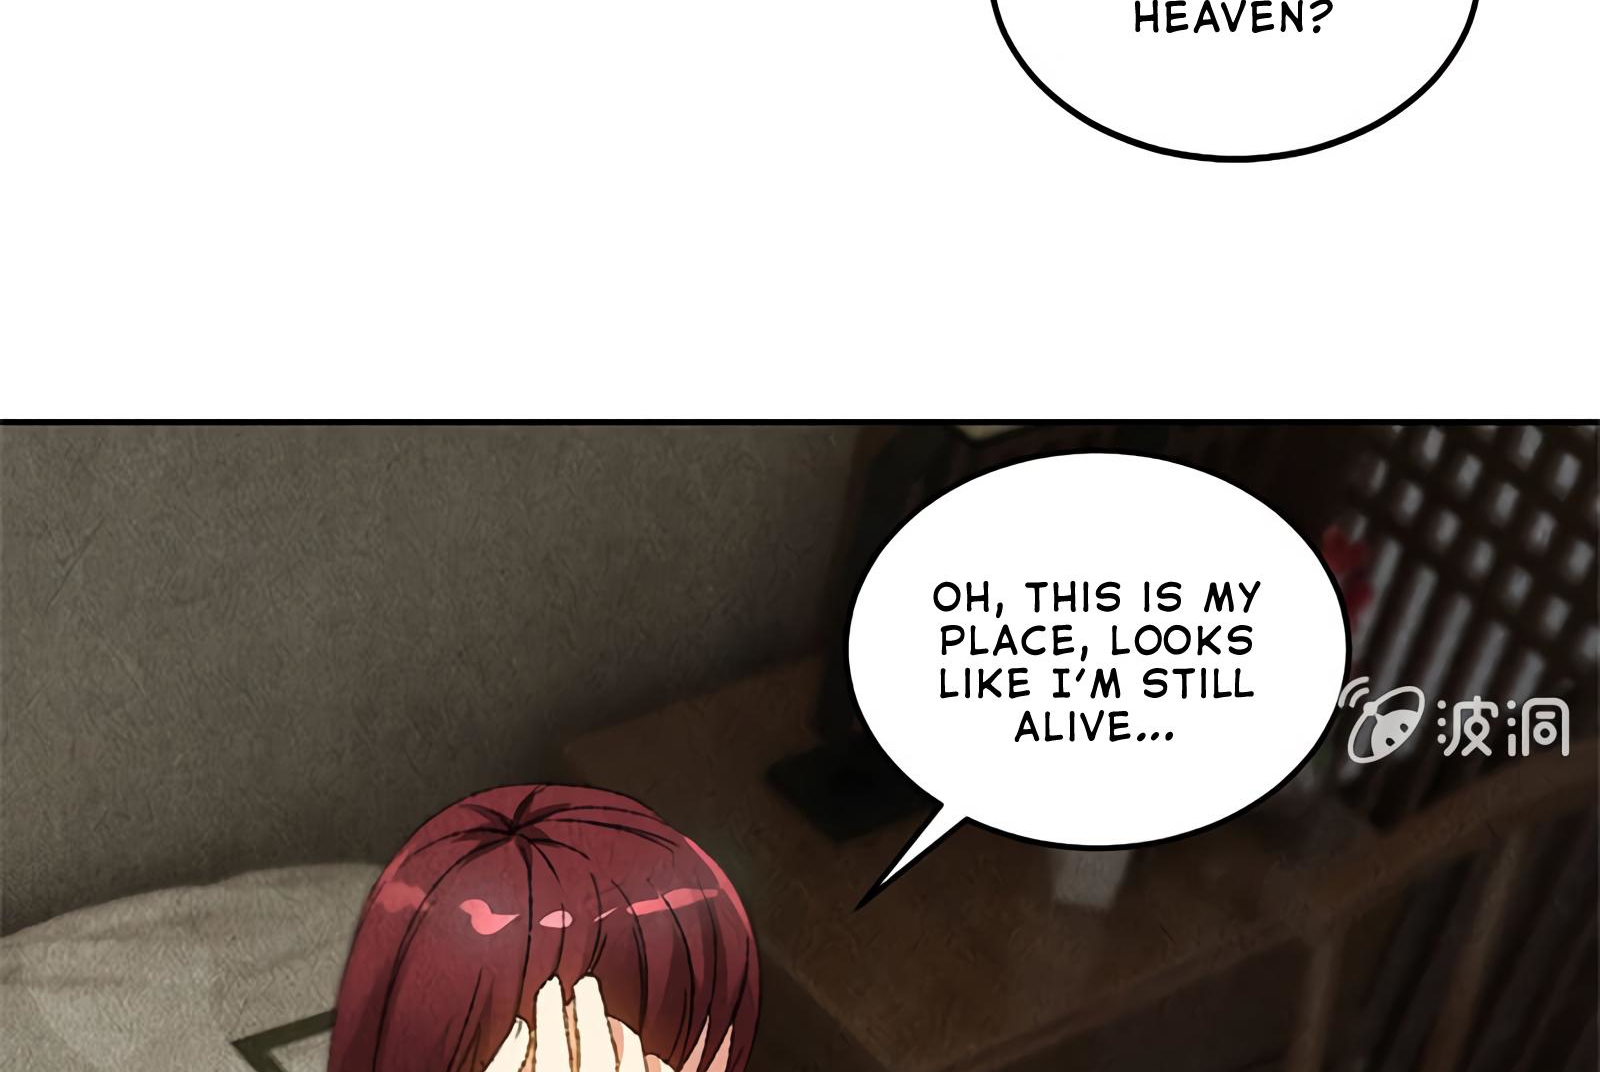 HEAVEN?
OH, THIS IS MY
PLACE, LOOKS
LIKE I'M STILL
ALIVE...
波洞